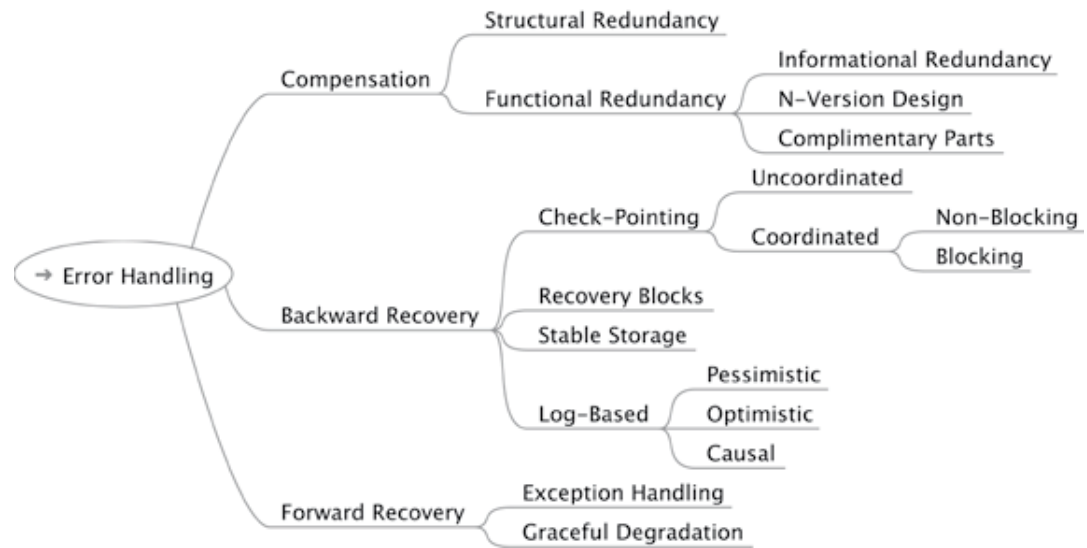 Structural Redundancy
Compensation
Informational Redundancy
Functional Redundancy
N-Version Design
Complimentary Parts
Uncoordinated
Check-Pointing
Non-Blocking
Coordinated
Blocking
➔ Error Handling
Recovery Blocks
Backward Recovery
Stable Storage
Pessimistic
Log-Based
Optimistic
Causal
Exception Handling
Forward Recovery
Graceful Degradation